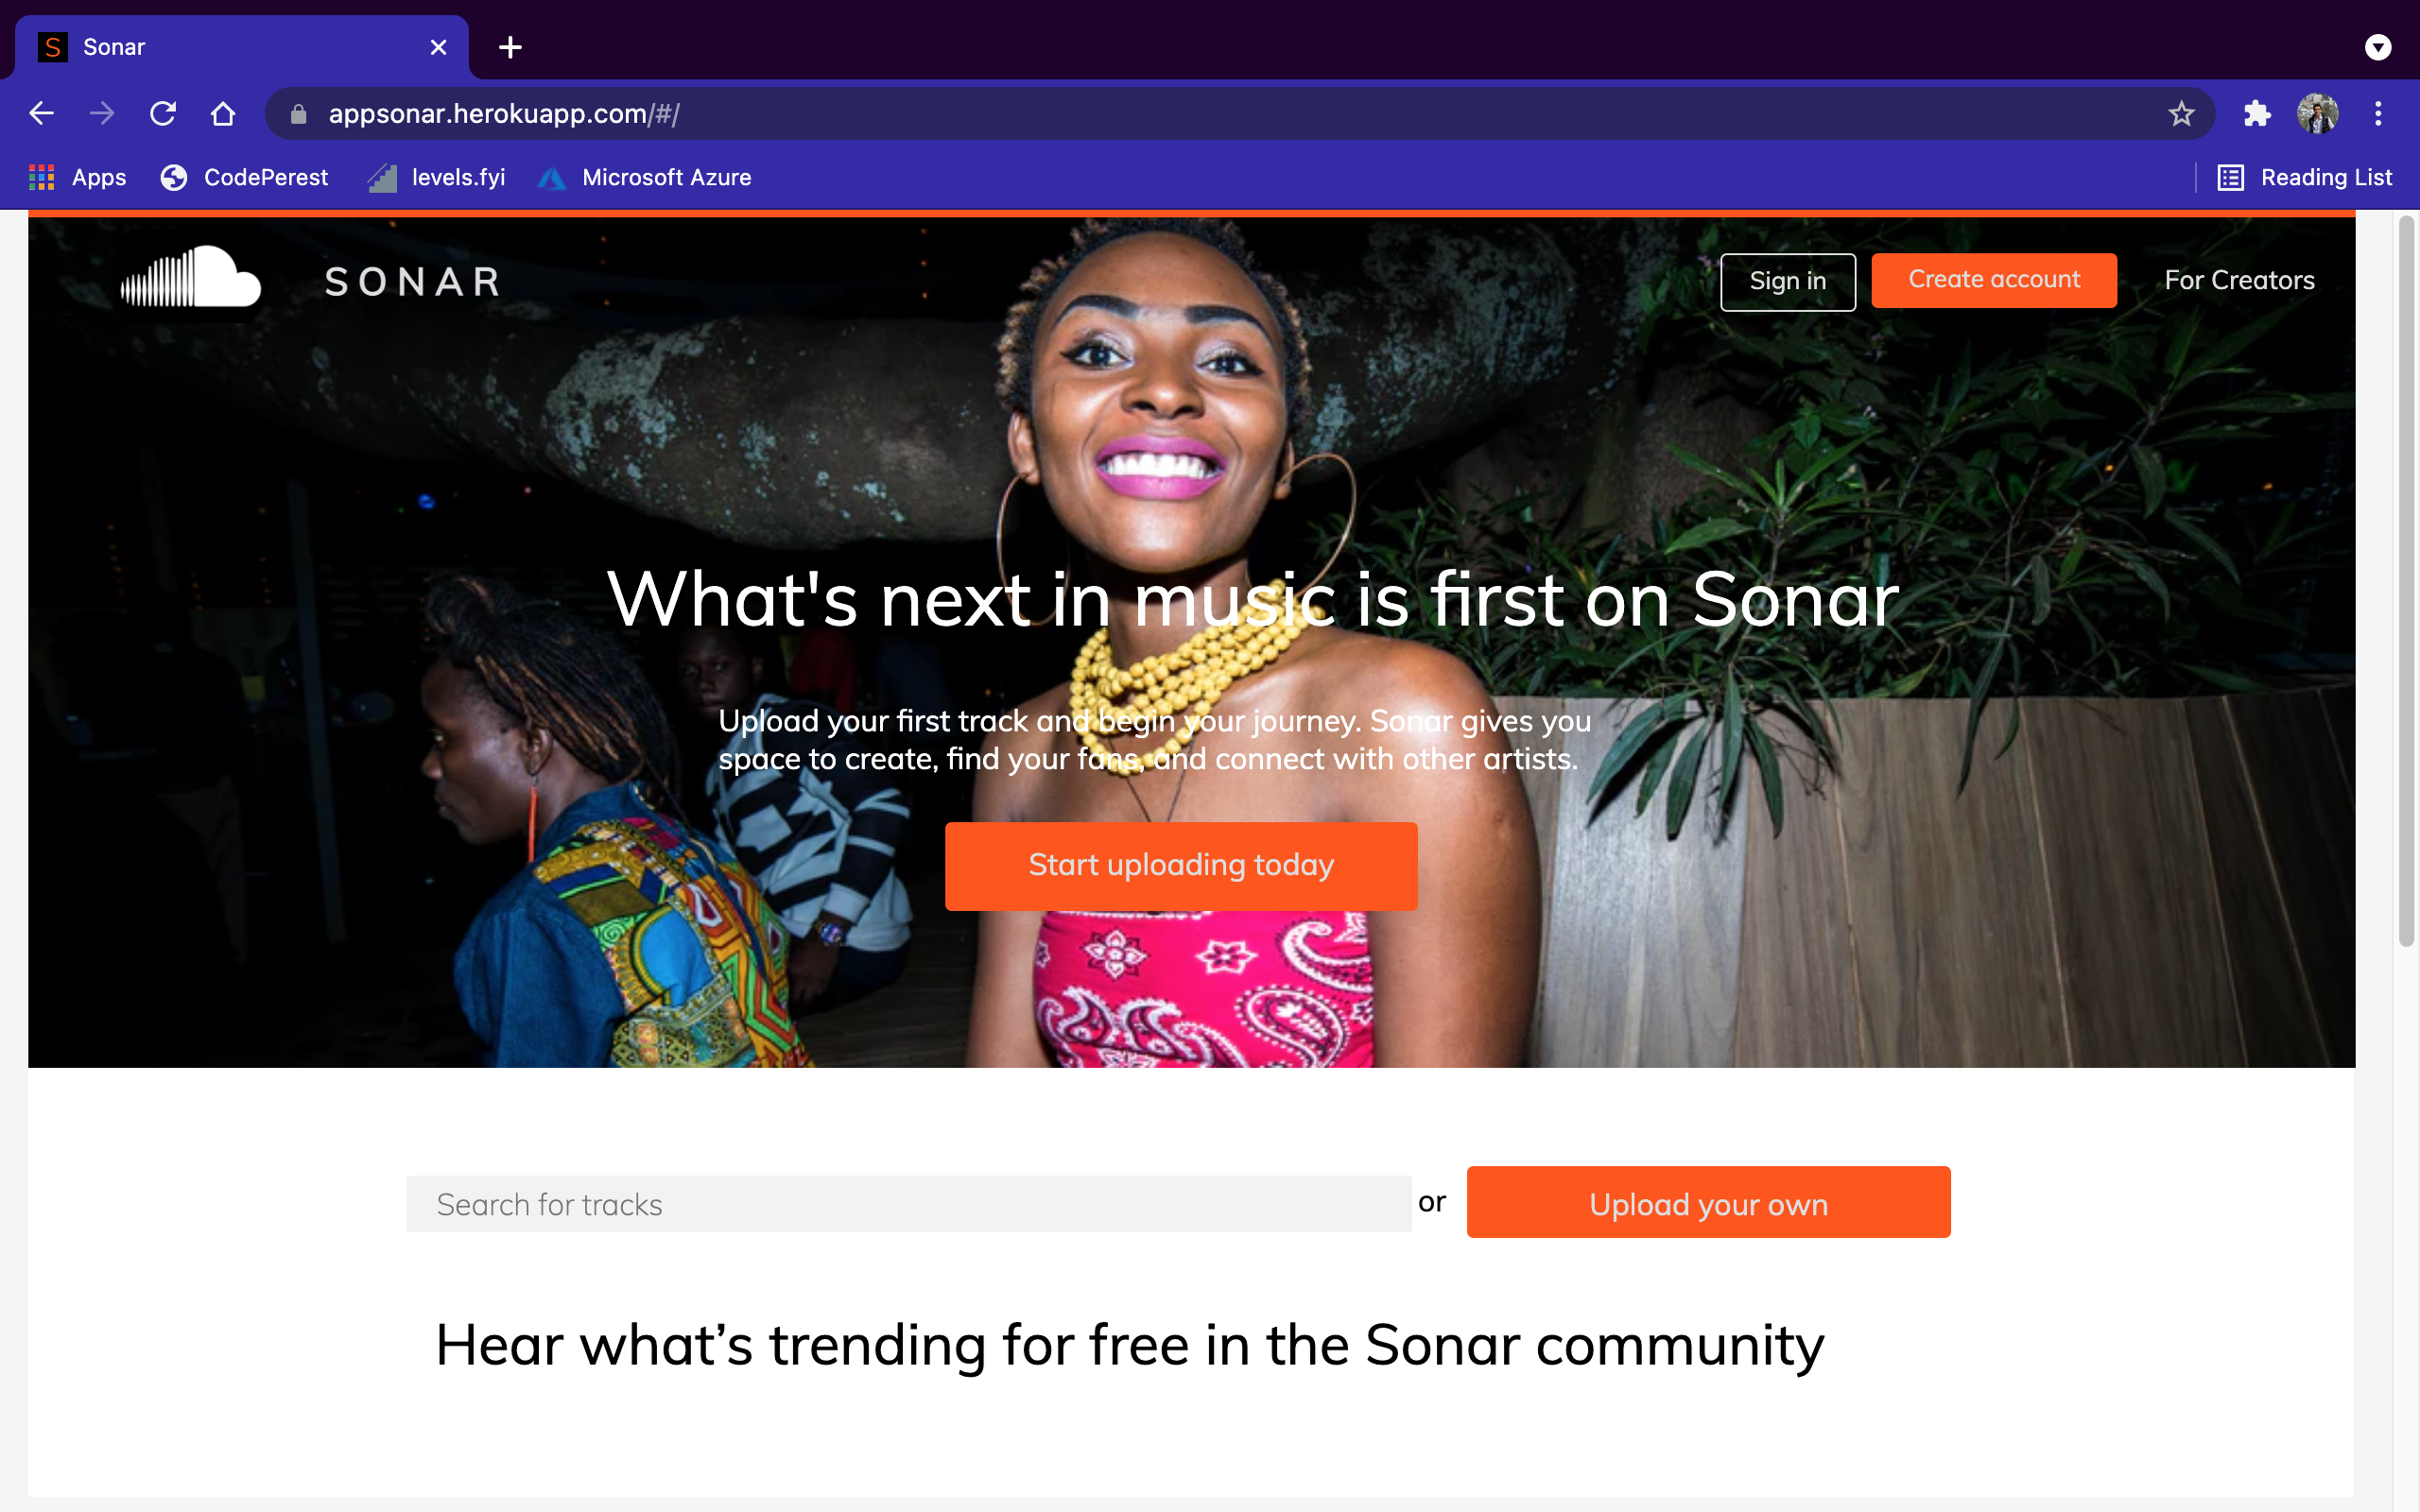 S Sonar
appsonar.herokuapp.com/#/
Apps CodePerest levels.fyi Microsoft Azure Reading List
SONAR Sign in Create account For Creators
What's next in music is first on Sonar
Upload your first track and begin your journey. Sonar gives you
space to create, find your fans, and connect with other artists.
Start uploading today
Search for tracks or Upload your own
Hear what’s trending for free in the Sonar community